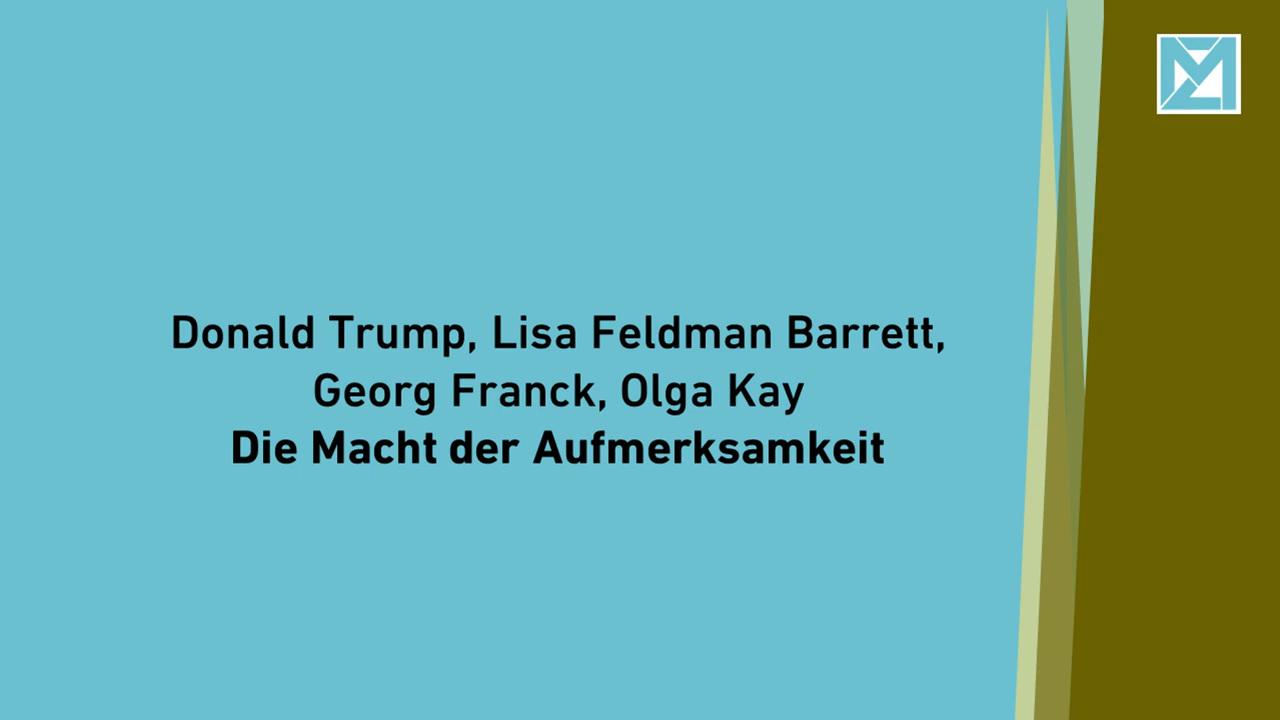 Donald Trump, Lisa Feldman Barrett,
Georg Franck, Olga Kay
Die Macht der Aufmerksamkeit